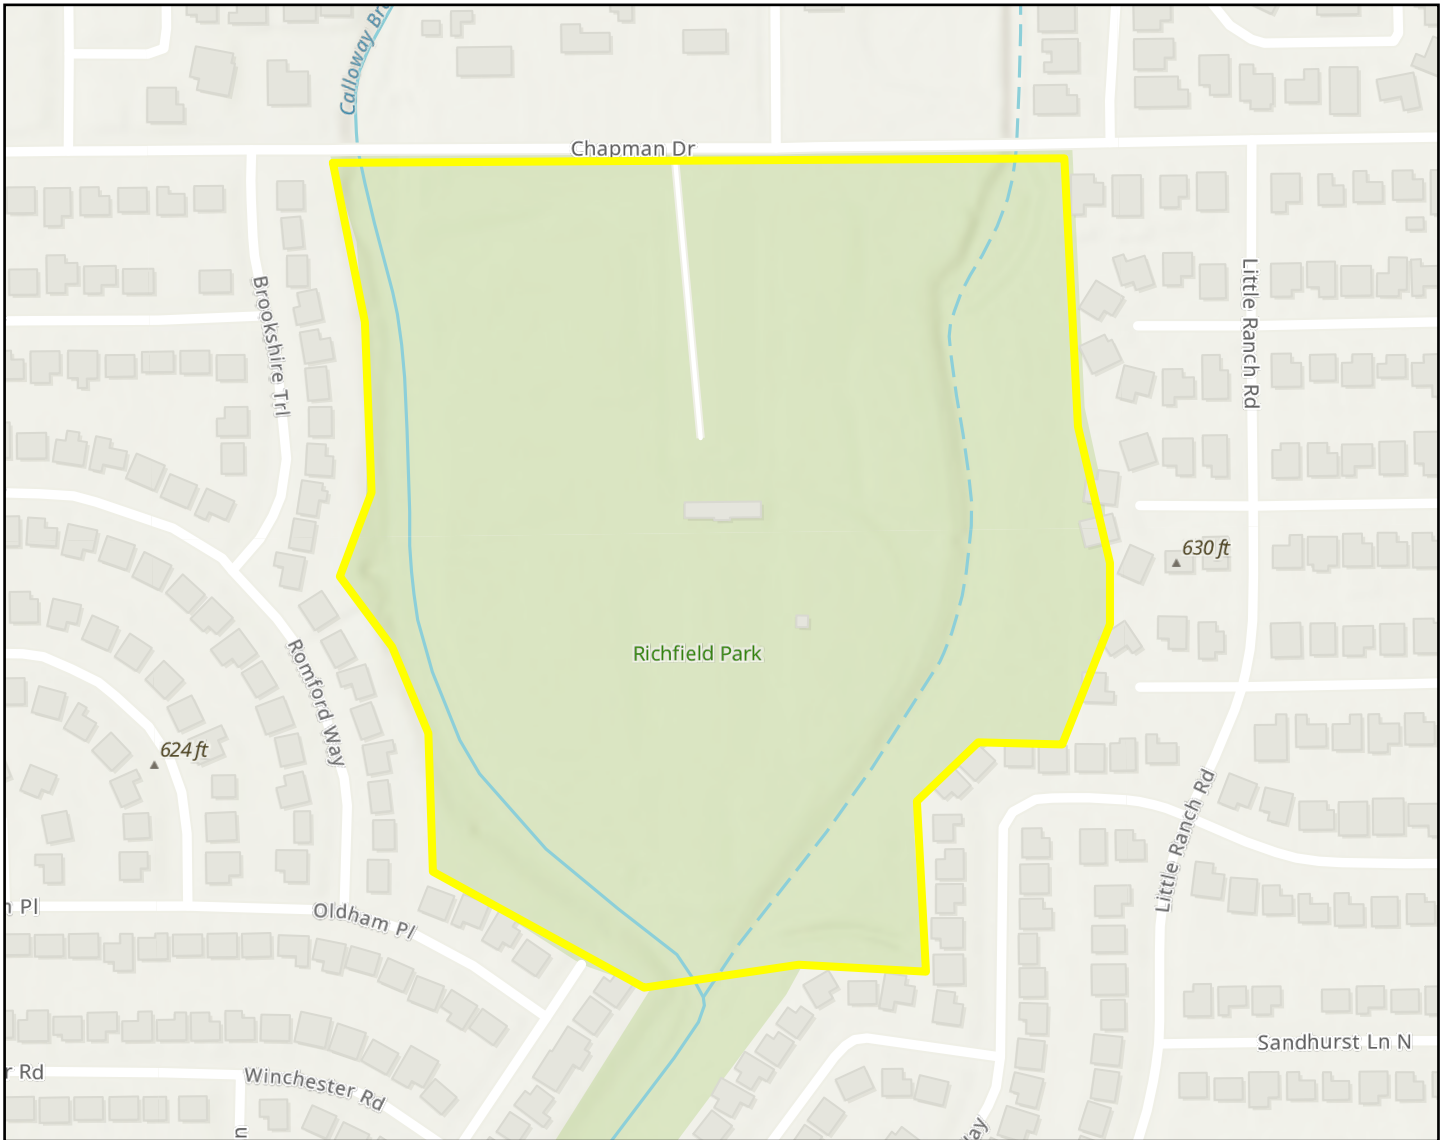 Calloway Br
Chapman Dr
Brookshire Trl
Little Ranch Rd
630 ft
Richfield Park
Romford Way
624 ft
Little Ranch Rd
Pl
Oldham Pl
Sandhurst Ln N
Rd
Winchester Rd